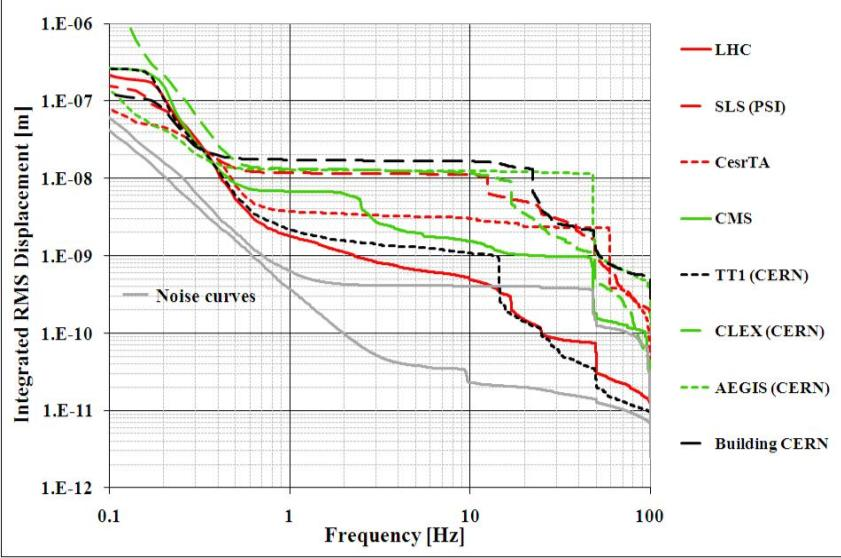 1.E-06
1.E-07
1.E-08
1.E-09
1.E-10
1.E-11
1.E-12
Integrated RMS Displacement [m]
Noise curves
0.1 1 10 100
Frequency [Hz]
LHC
SLS (PSI)
CesrTA
CMS
TT1 (CERN)
CLEX (CERN)
AEGIS (CERN)
Building CERN